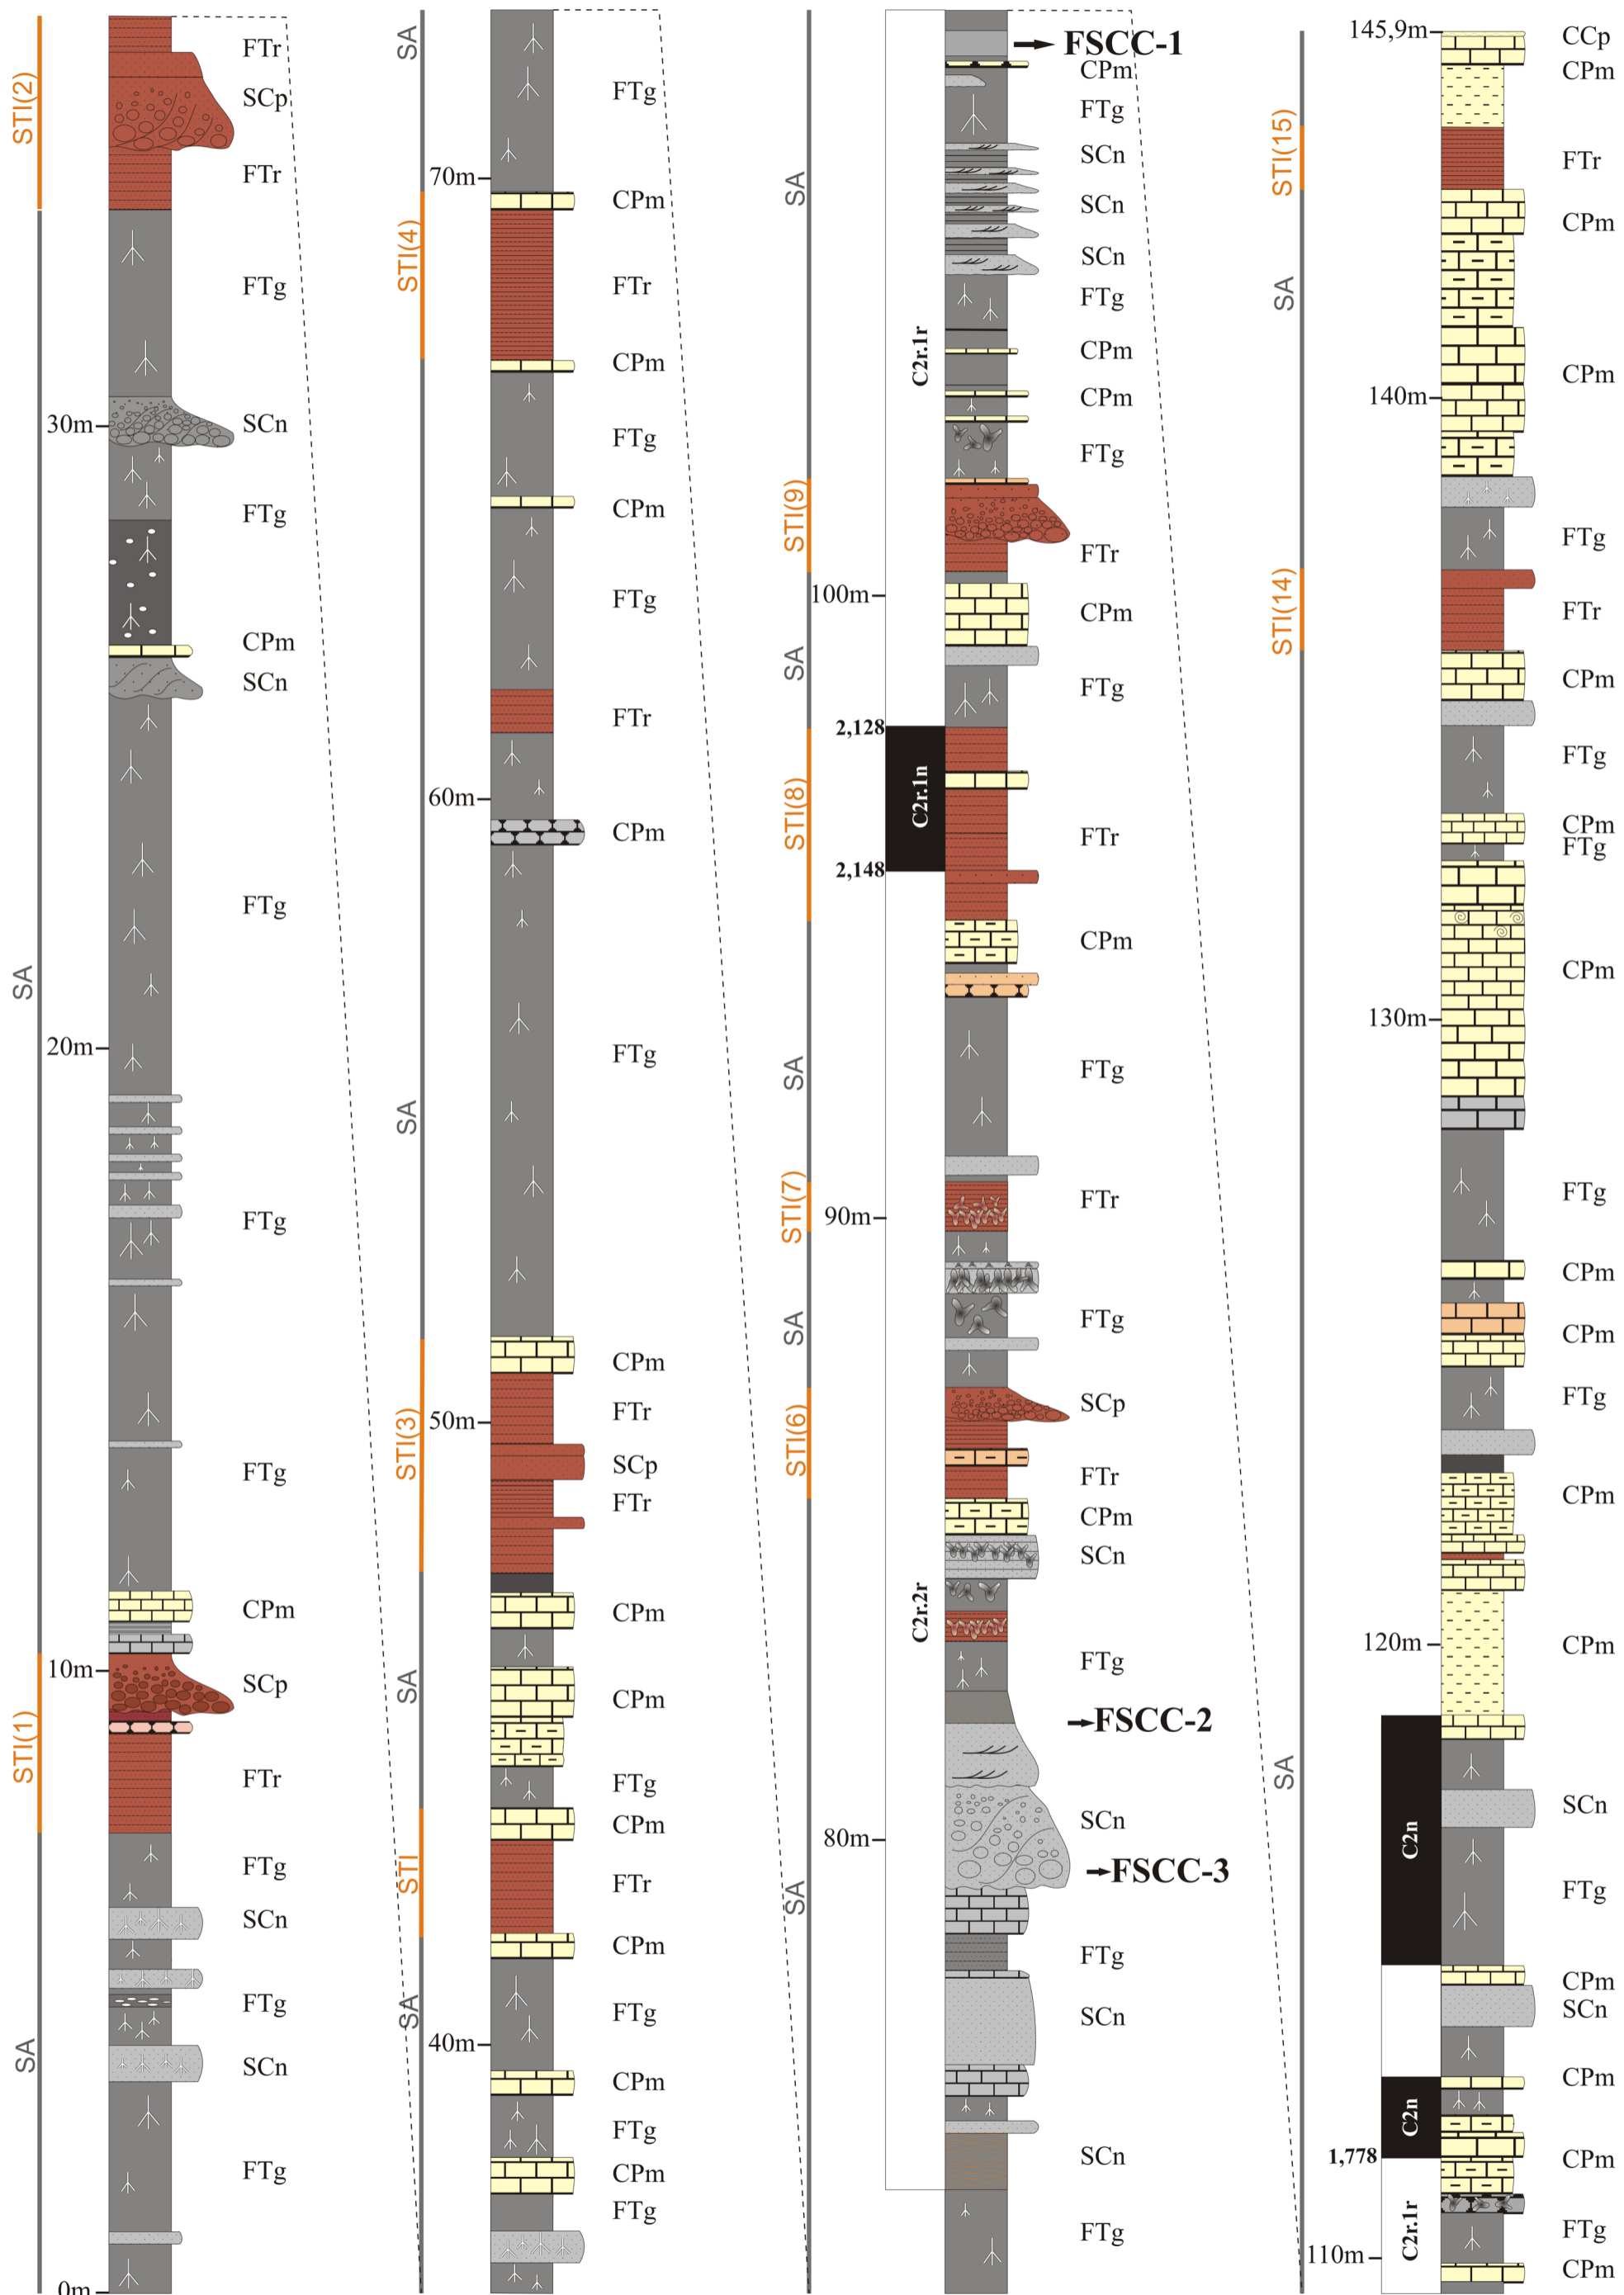 STI(2)
SA
30m
20m
10m
STI(1)
SA
0m
FTr
SCp
FTr
FTg
SCn
FTg
CPm
SCn
FTg
FTg
FTg
CPm
SCp
FTr
FTg
SCn
FTg
SCn
FTg
SA
STI(4)
SA
STI(3)
SA
STI
SA
70m
60m
50m
40m
FTg
CPm
FTr
CPm
FTg
CPm
FTg
FTr
CPm
FTg
CPm
FTr
SCp
FTr
CPm
CPm
FTg
CPm
FTr
CPm
FTg
CPm
FTg
CPm
FTg
SA
STI(9)
SA
STI(8)
SA
STI(7)
SA
STI(6)
SA
100m
90m
80m
2,128
2,148
C2r.1r
C2r.1n
C2r.2r
FSCC-1
CPm
FTg
SCn
SCn
SCn
FTg
CPm
CPm
FTg
FTr
CPm
FTg
FTr
CPm
FTg
FTr
FTg
SCp
FTr
CPm
SCn
FTg
FSCC-2
SCn
FSCC-3
FTg
SCn
SCn
FTg
STI(15)
SA
STI(14)
SA
145,9m
140m
130m
120m
110m
1,778
C2n
C2n
C2r.1r
CCp
CPm
FTr
CPm
CPm
FTg
FTr
CPm
FTg
CPm
FTg
CPm
FTg
CPm
CPm
FTg
CPm
CPm
SCn
FTg
CPm
SCn
CPm
CPm
FTg
CPm